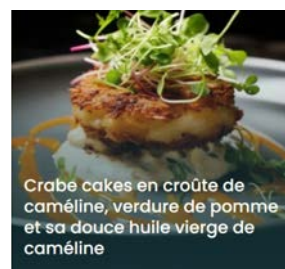 Crabe cakes en croûte de
caméline, verdure de pomme
et sa douce huile vierge de
caméline